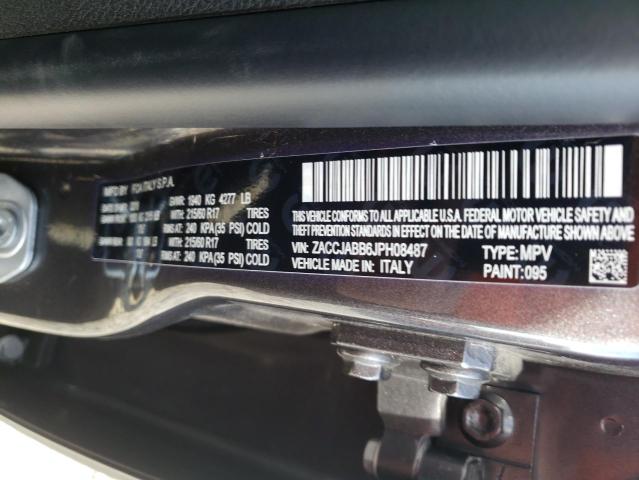 MFD BY FCA ITALY S.P.A.
GVWR: 1940 KG 4277 LB
WITH: 215/60 R17 TIRES
RIMS AT: 240 KPA(35 PSI) COLD
WITH: 215/60 R17 TIRES
RIMS AT: 240 KPA(35 PSI) COLD
THIS VEHICLE CONFORMS TO ALL APPLICABLE U.S.A. FEDERAL MOTOR VEHICLE SAFETY AND
THEFT PREVENTION STANDARDS IN EFFECT ON THE DATE OF MANUFACTURE SHOWN ABOVE.
VIN: ZACCJABB6JPH08487 TYPE: MPV
VEHICLE MADE IN: ITALY PAINT: 095